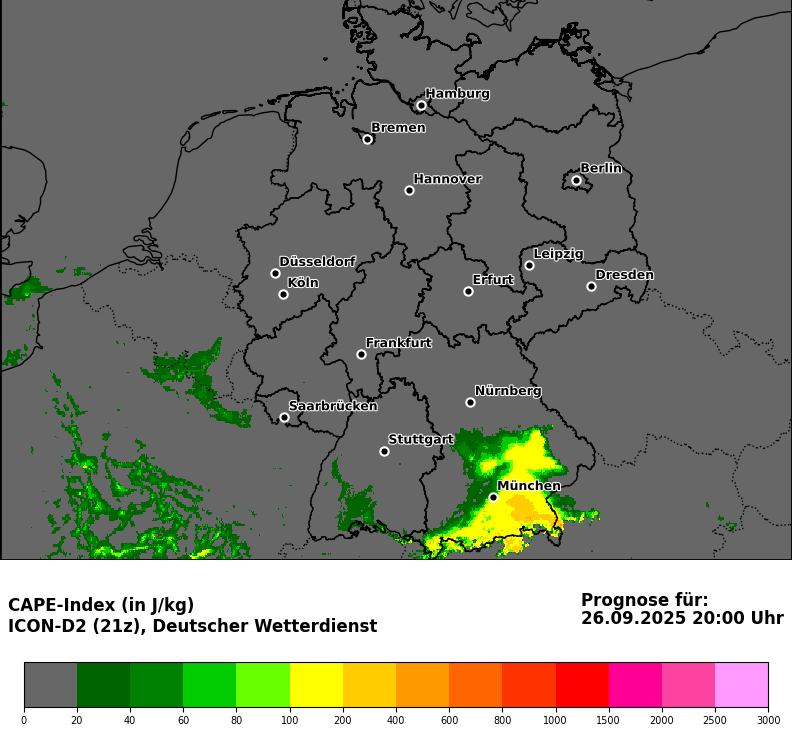 Hamburg
Bremen
Berlin
Hannover
Leipzig
Düsseldorf
Dresden
Erfurt
Köln
Frankfurt
Nürnberg
Saarbrücken
Stuttgart
München
CAPE-Index (in J/kg)
ICON-D2 (21z), Deutscher Wetterdienst
Prognose für:
26.09.2025 20:00 Uhr
0 20 40 60 80 100 200 400 600 800 1000 1500 2000 2500 3000